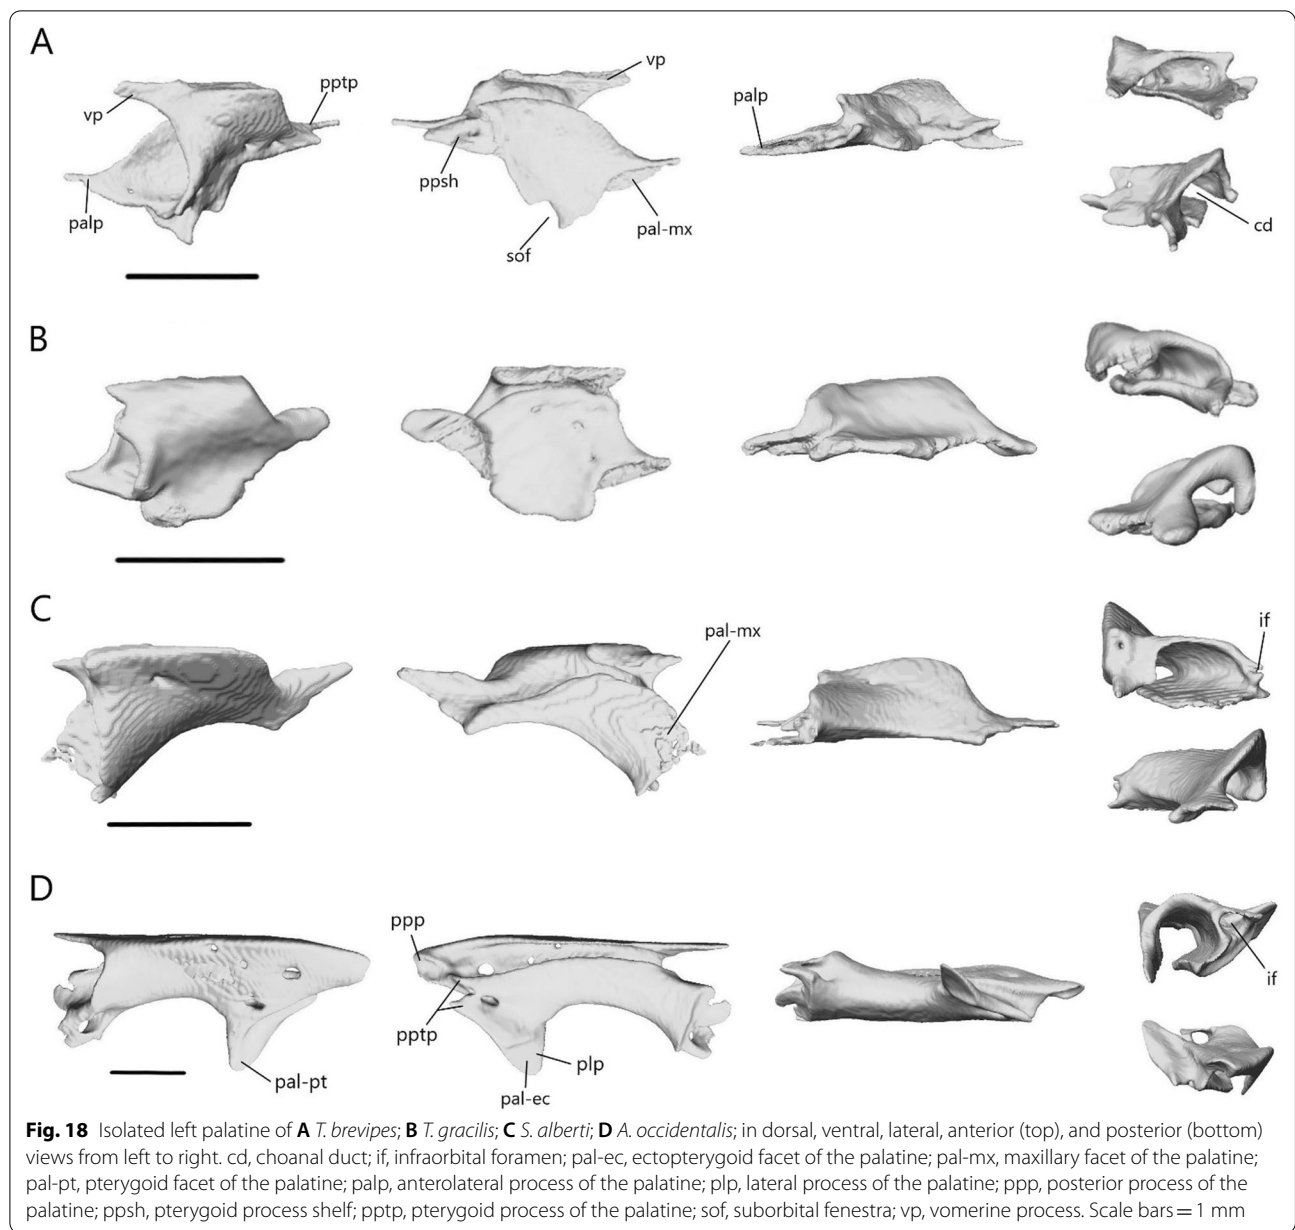 A
vp
pptp
vp
palp
palp
ppsh
sof
pal-mx
cd
B
C
pal-mx
if
D
ppp
if
pptp
plp
pal-pt
pal-ec
Fig. 18 Isolated left palatine of A T. brevipes; B T. gracilis; C S. alberti; D A. occidentalis; in dorsal, ventral, lateral, anterior (top), and posterior (bottom)
views from left to right. cd, choanal duct; if, infraorbital foramen; pal-ec, ectopterygoid facet of the palatine; pal-mx, maxillary facet of the palatine;
pal-pt, pterygoid facet of the palatine; palp, anterolateral process of the palatine; plp, lateral process of the palatine; ppp, posterior process of the
palatine; ppsh, pterygoid process shelf; pptp, pterygoid process of the palatine; sof, suborbital fenestra; vp, vomerine process. Scale bars = 1 mm